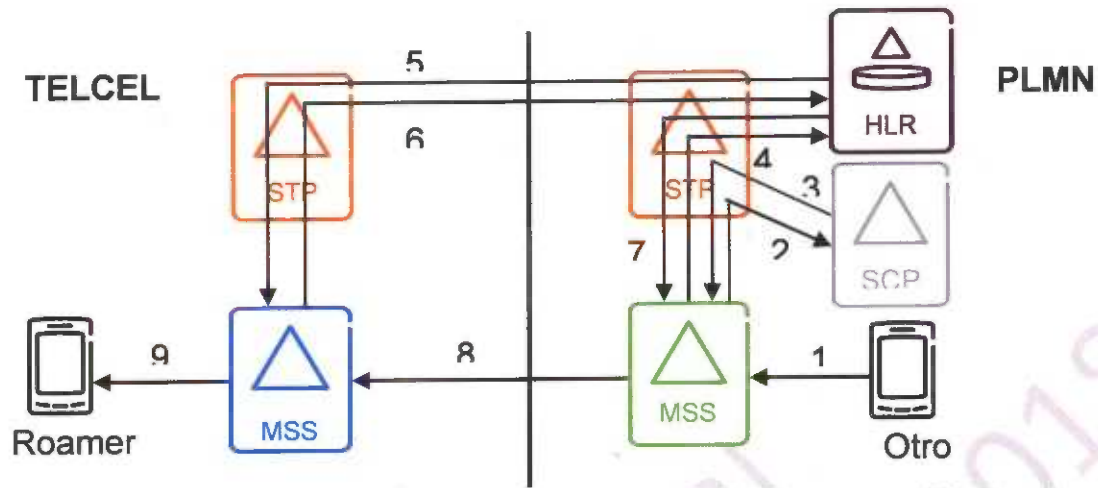 TELCEL
PLMN
5
6
STP
STP
HLR
4
3
2
7
SCP
9
8
1
MSS
MSS
Roamer
Otro